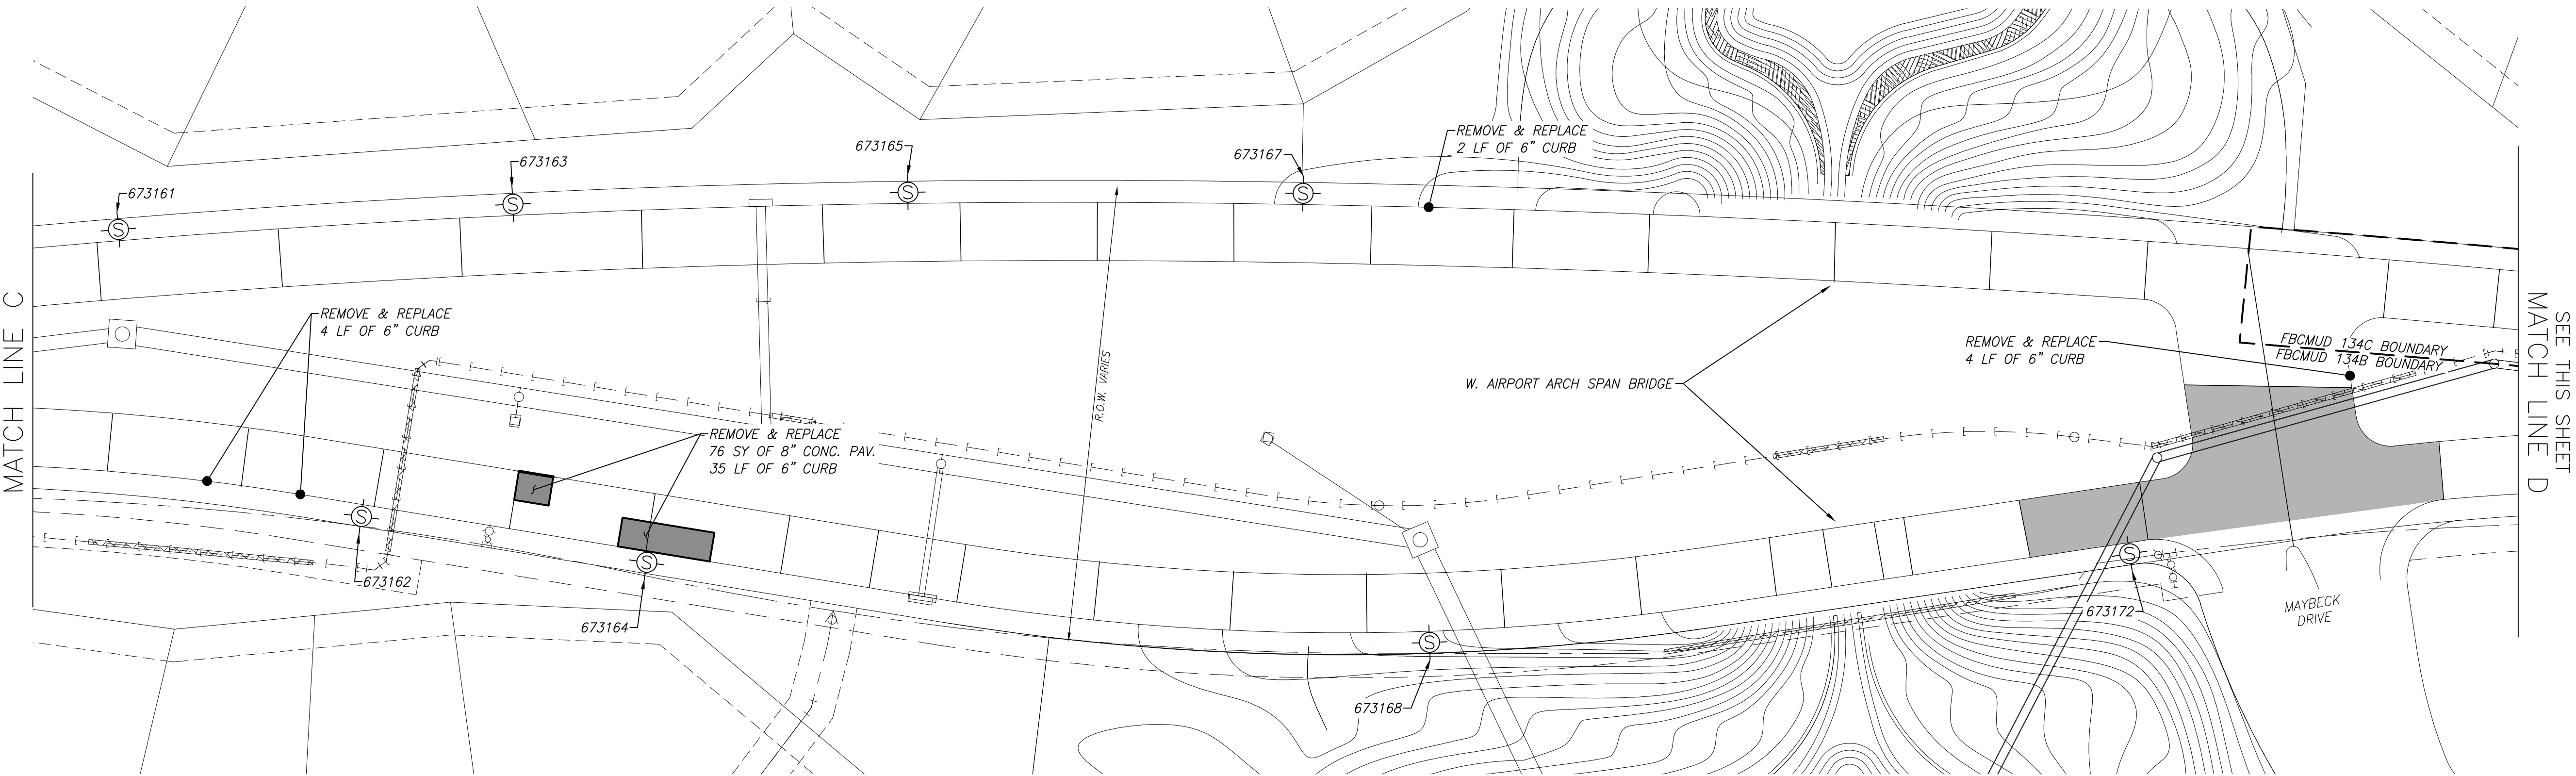 MATCH LINE C
673161
673163
673165
673167
REMOVE & REPLACE
2 LF OF 6" CURB
S
S
S
S
REMOVE & REPLACE
4 LF OF 6" CURB
R.O.W. VARIES
W. AIRPORT ARCH SPAN BRIDGE
REMOVE & REPLACE
4 LF OF 6" CURB
FBCMUD 134C BOUNDARY
FBCMUD 134B BOUNDARY
REMOVE & REPLACE
76 SY OF 8" CONC. PAV.
35 LF OF 6" CURB
S
S
S
S
673162
673164
673168
673172
MAYBECK
DRIVE
SEE THIS SHEET
MATCH LINE D